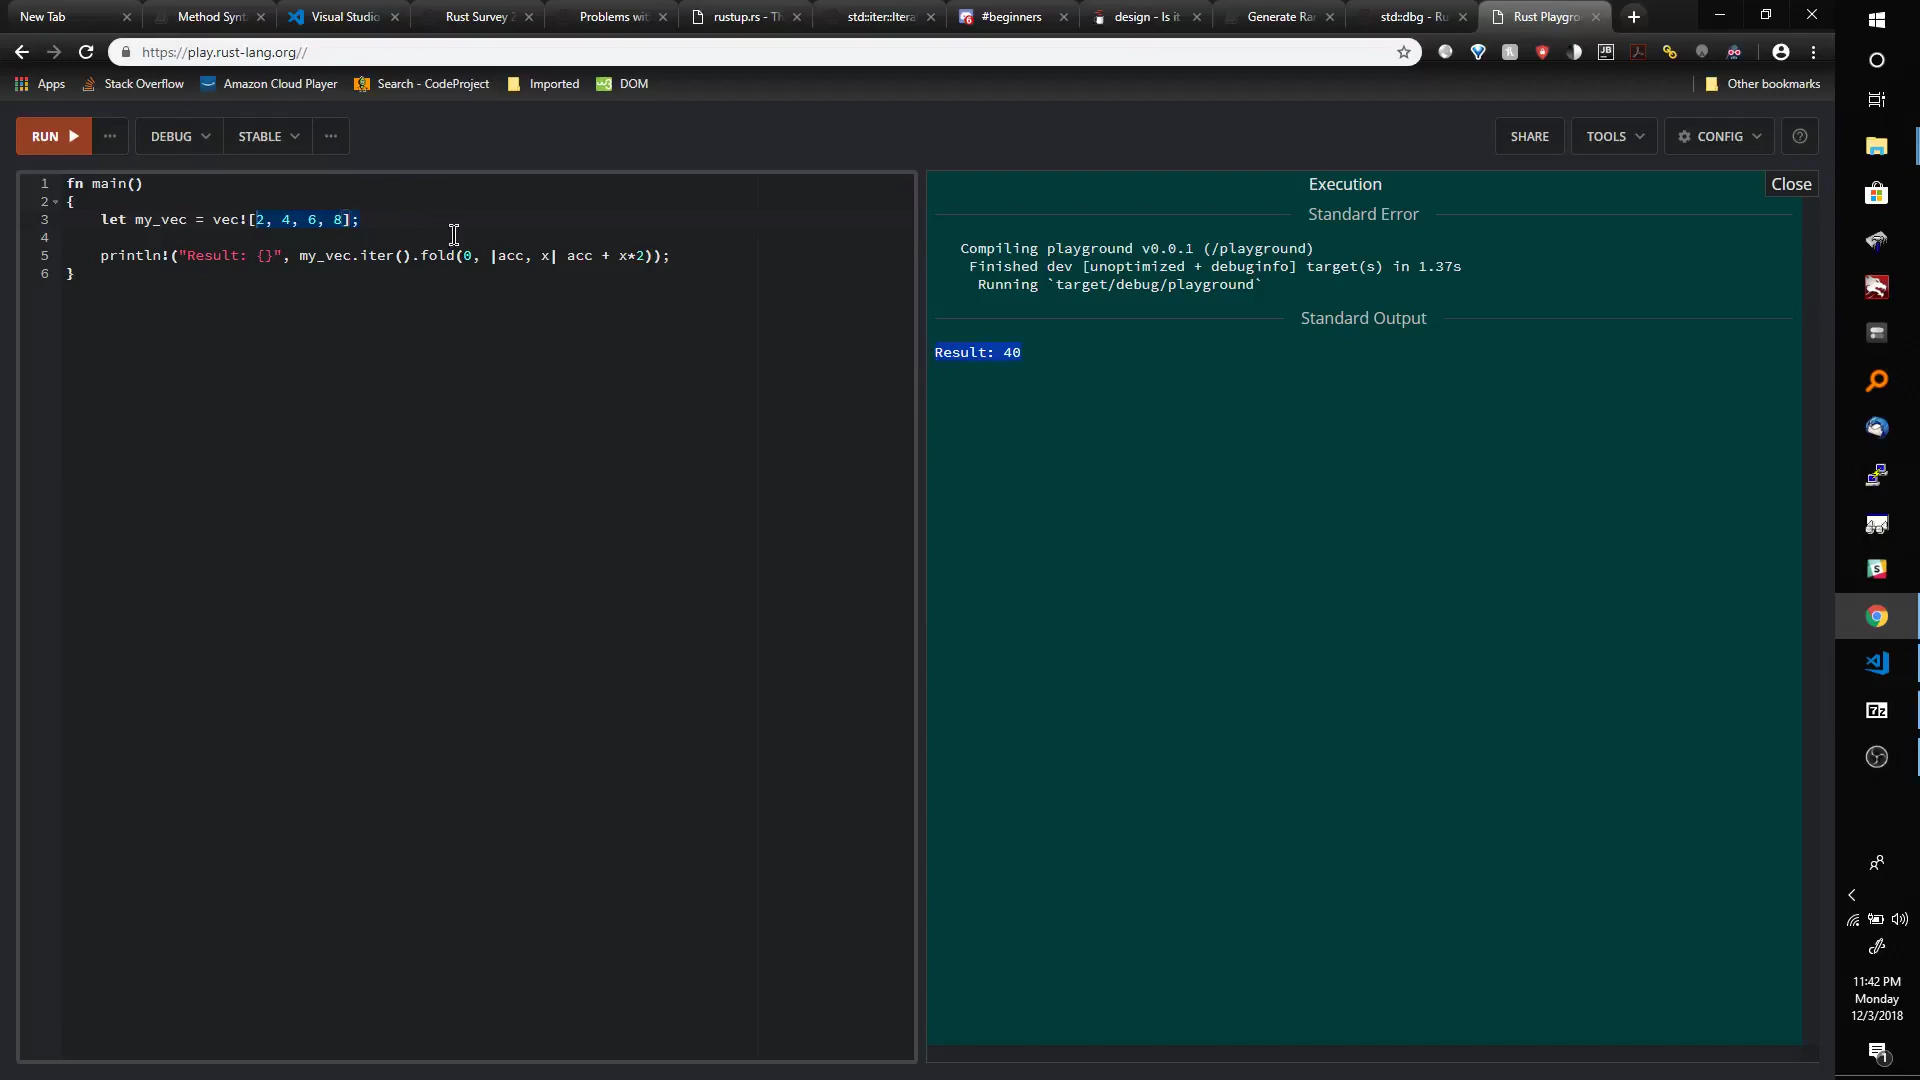 New Tab
Method Synt
Visual Studio
Rust Survey 2
Problems wit
rustup.rs - Th
std::iter::Itera
#beginners
design - Is it
Generate Ra
std::dbg - Ru
Rust Playgro
https://play.rust-lang.org//
Apps
Stack Overflow
Amazon Cloud Player
Search - CodeProject
Imported
DOM
Other bookmarks
RUN
DEBUG
STABLE
SHARE
TOOLS
CONFIG
1 fn main()
2 {
3 let my_vec = vec![2, 4, 6, 8];
4
5 println!("Result: {}", my_vec.iter().fold(0, |acc, x| acc + x*2));
6 }
Execution
Close
Standard Error
Compiling playground v0.0.1 (/playground)
Finished dev [unoptimized + debuginfo] target(s) in 1.37s
Running `target/debug/playground`
Standard Output
Result: 40
11:42 PM
Monday
12/3/2018
1